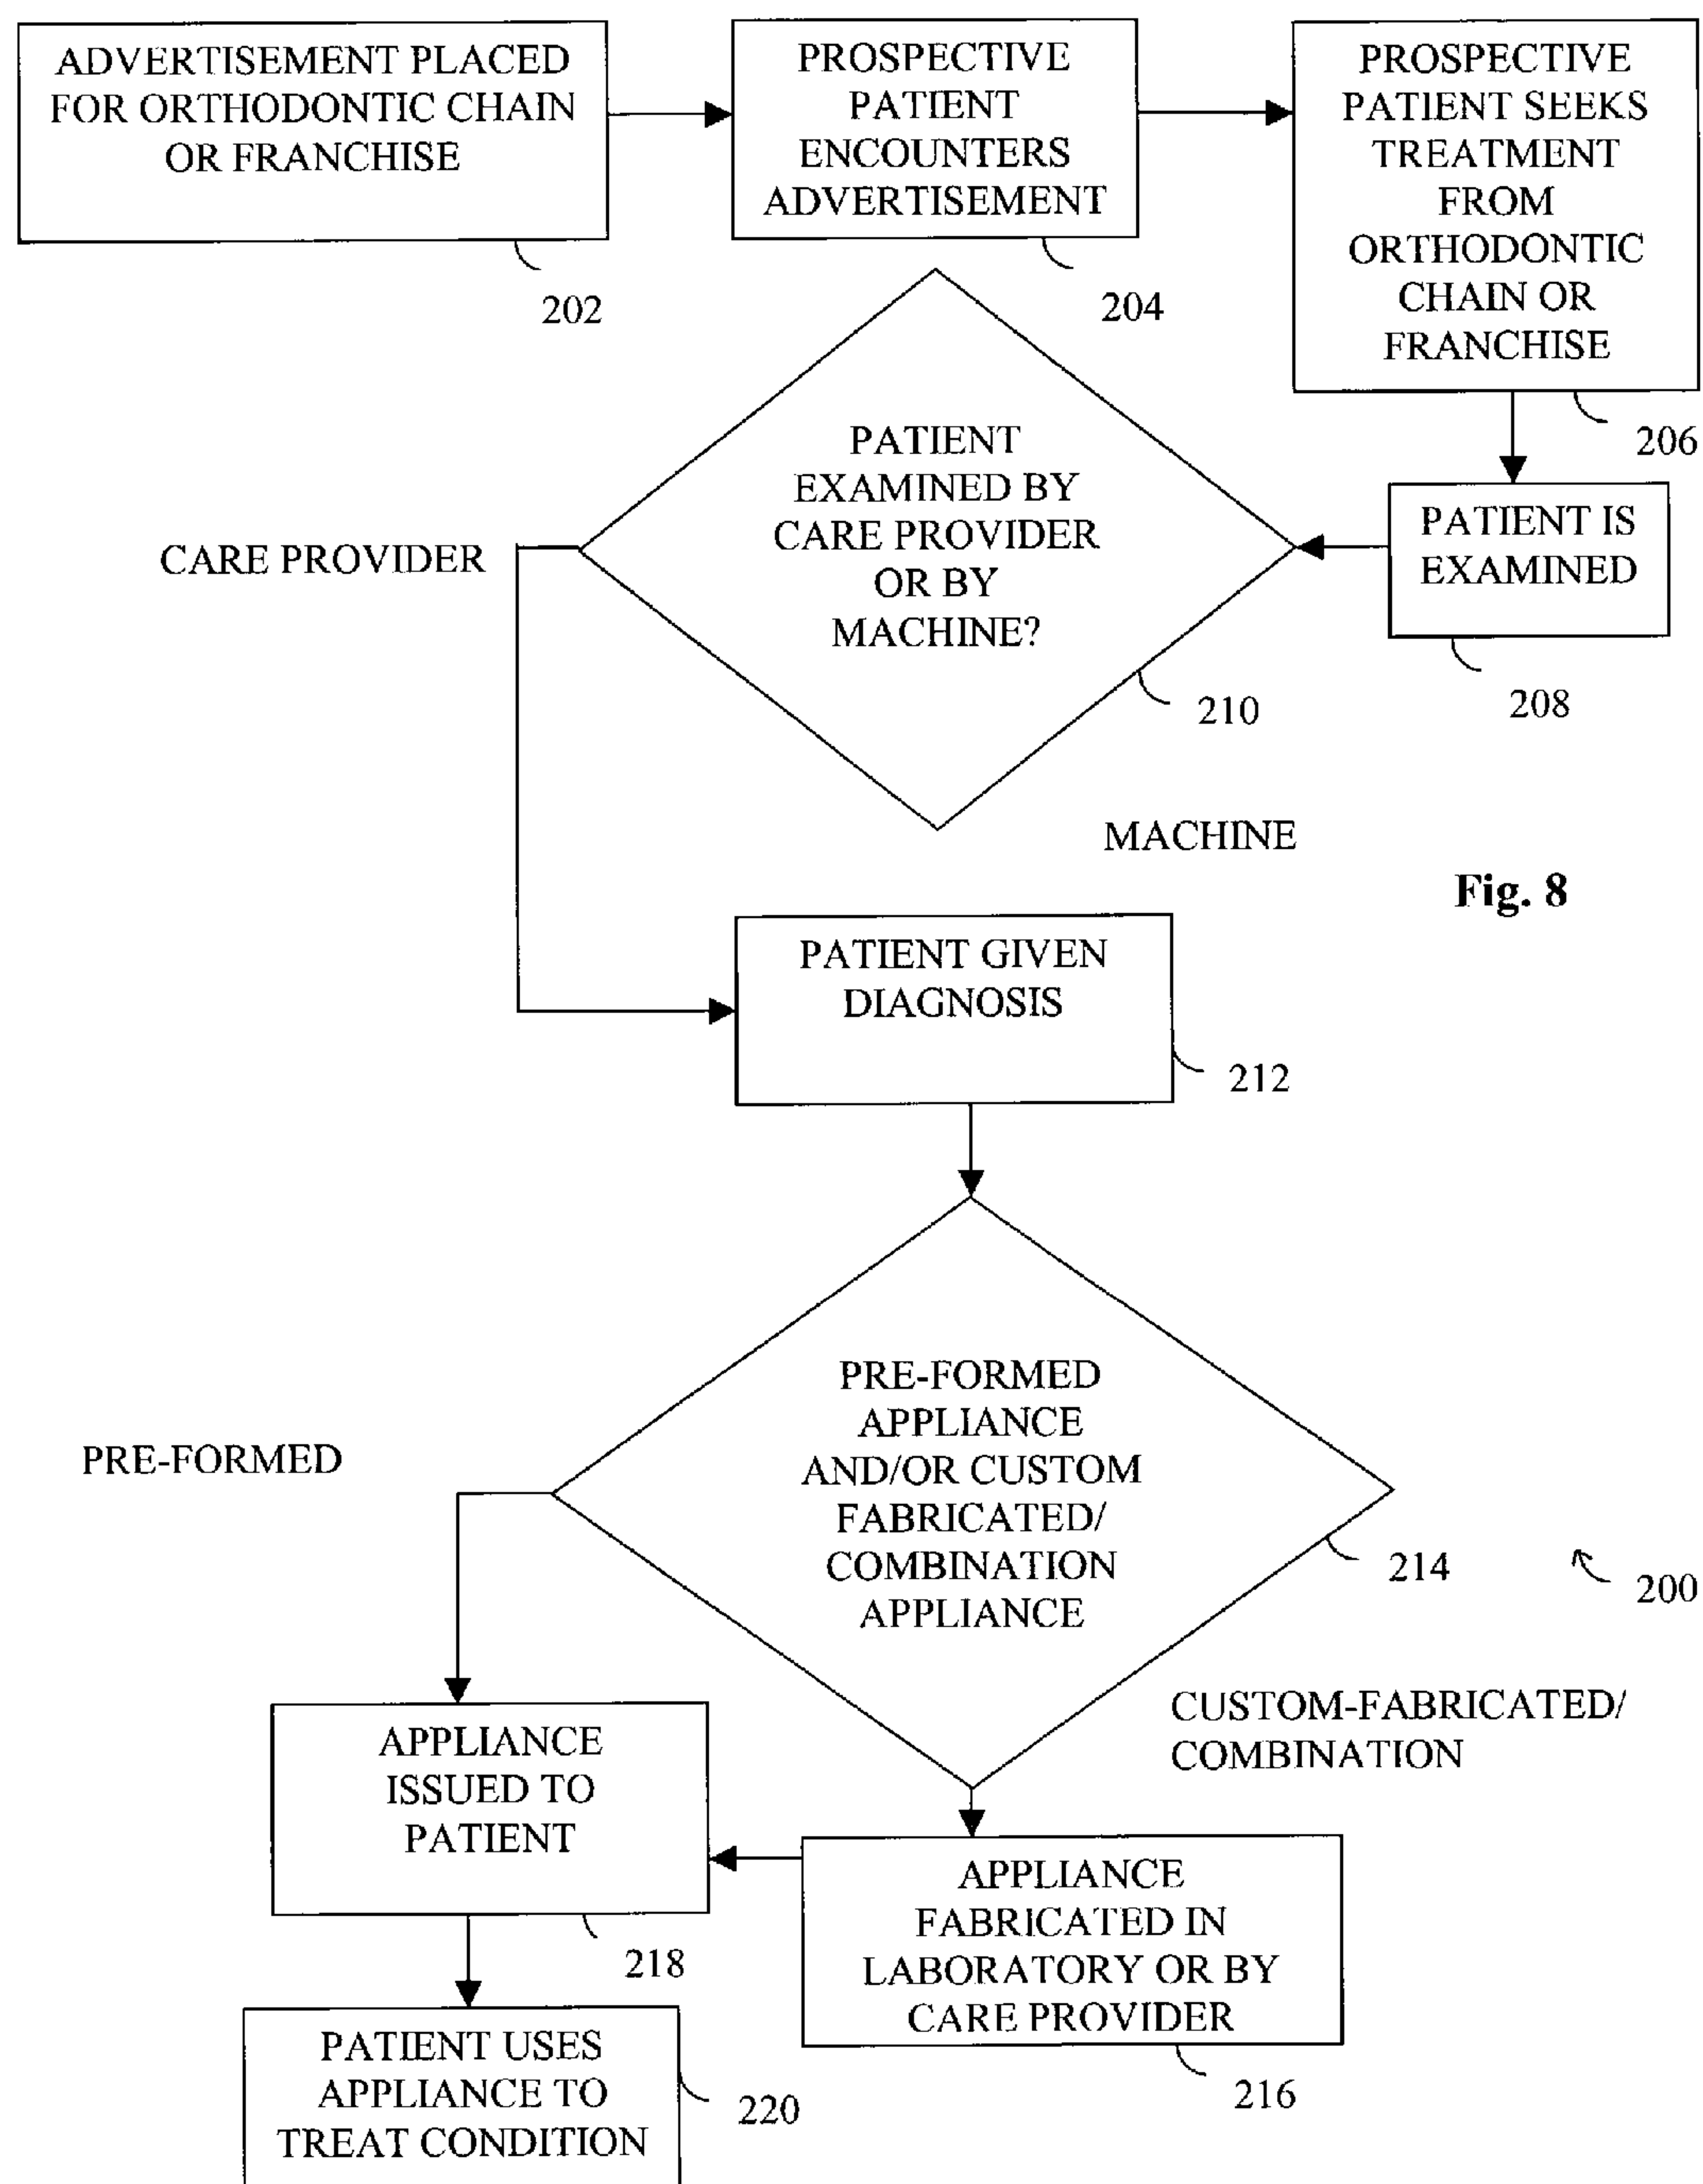 ADVERTISEMENT PLACED
FOR ORTHODONTIC CHAIN
OR FRANCHISE
202
PROSPECTIVE
PATIENT
ENCOUNTERS
ADVERTISEMENT
204
PROSPECTIVE
PATIENT SEEKS
TREATMENT
FROM
ORTHODONTIC
CHAIN OR
FRANCHISE
206
PATIENT IS
EXAMINED
208
PATIENT
EXAMINED BY
CARE PROVIDER
OR BY
MACHINE?
210
CARE PROVIDER
MACHINE
Fig. 8
PATIENT GIVEN
DIAGNOSIS
212
PRE-FORMED
APPLIANCE
AND/OR CUSTOM
FABRICATED/
COMBINATION
APPLIANCE
214
200
PRE-FORMED
CUSTOM-FABRICATED/
COMBINATION
APPLIANCE
FABRICATED IN
LABORATORY OR BY
CARE PROVIDER
216
APPLIANCE
ISSUED TO
PATIENT
218
PATIENT USES
APPLIANCE TO
TREAT CONDITION
220